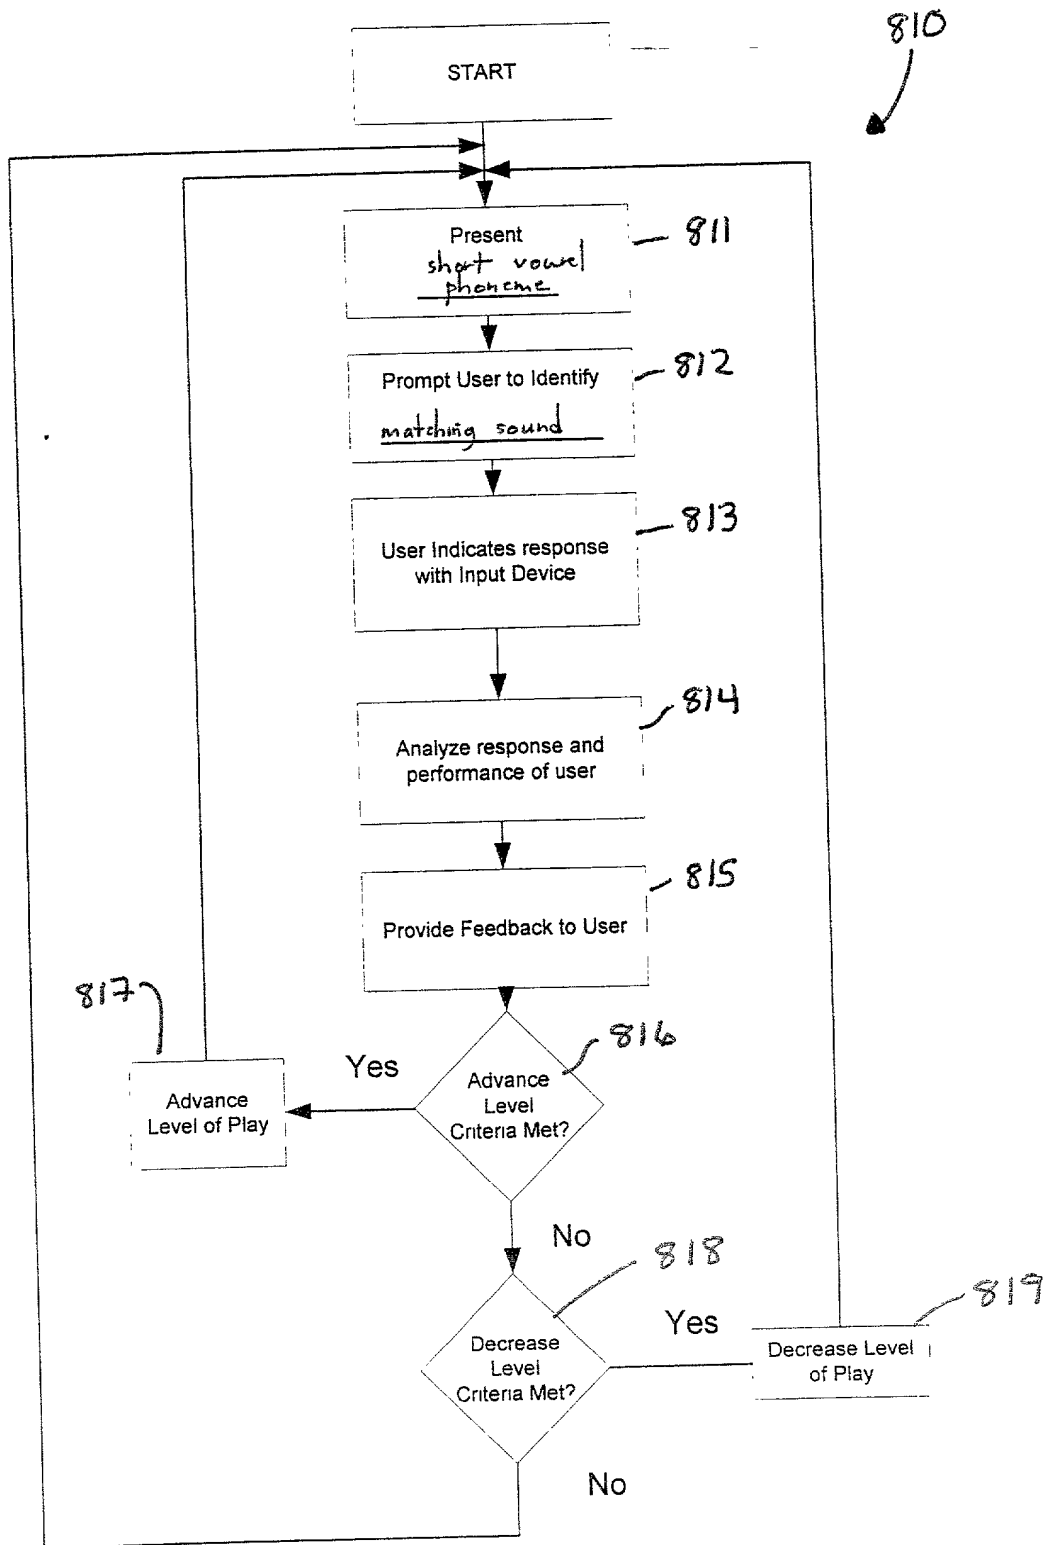 810
START
Present
short vowel
phoneme
811
Prompt User to Identify
matching sound
812
User Indicates response
with Input Device
813
Analyze response and
performance of user
814
Provide Feedback to User
815
Advance
Level
Criteria Met?
816
Yes
817
Advance
Level of Play
No
Decrease
Level
Criteria Met?
818
Yes
819
Decrease Level
of Play
No